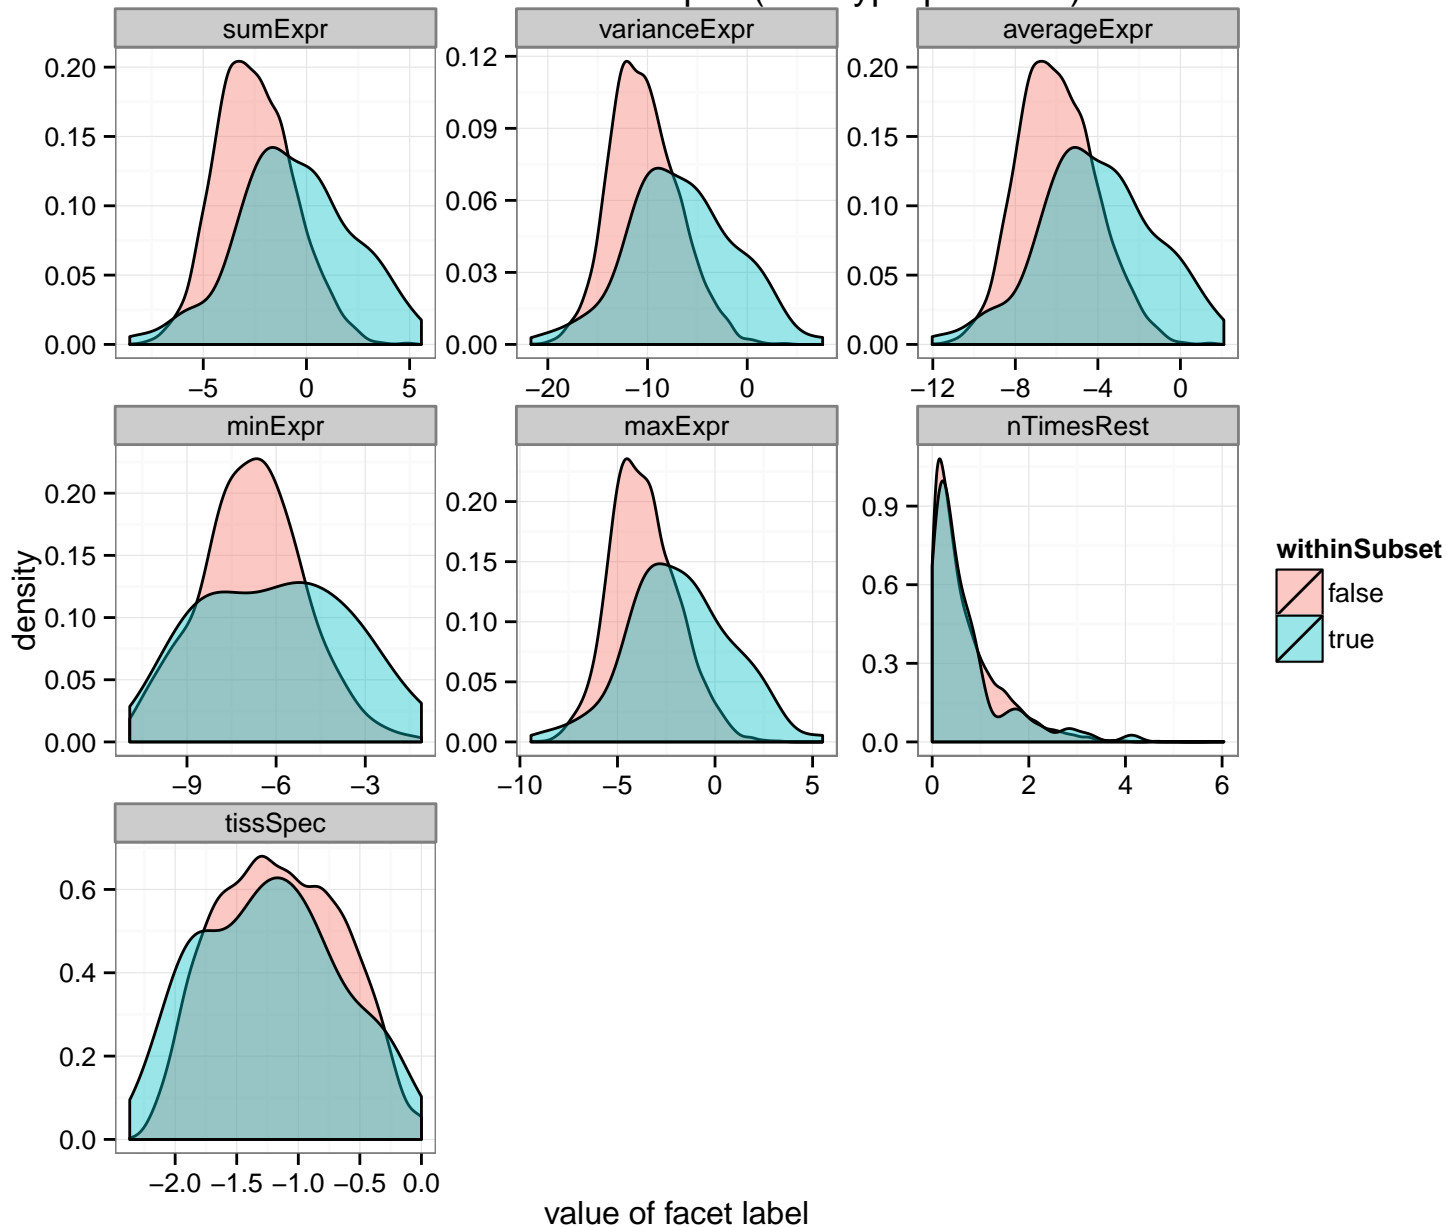 sumExpr varianceExpr averageExpr
0.20 0.12 0.20
0.15 0.09 0.15
0.10 0.06 0.10
0.05 0.03 0.05
0.00 0.00 0.00
−5 0 5 −20 −10 0 −12 −8 −4 0
minExpr maxExpr nTimesRest
0.20 0.20 0.9
0.15 0.15 0.6
0.10 0.10 0.3
0.05 0.05 0.0
0.00 0.00
−9 −6 −3 −10 −5 0 5 0 2 4 6
density
withinSubset
false
true
tissSpec
0.6
0.4
0.2
0.0
−2.0 −1.5 −1.0 −0.5 0.0
value of facet label